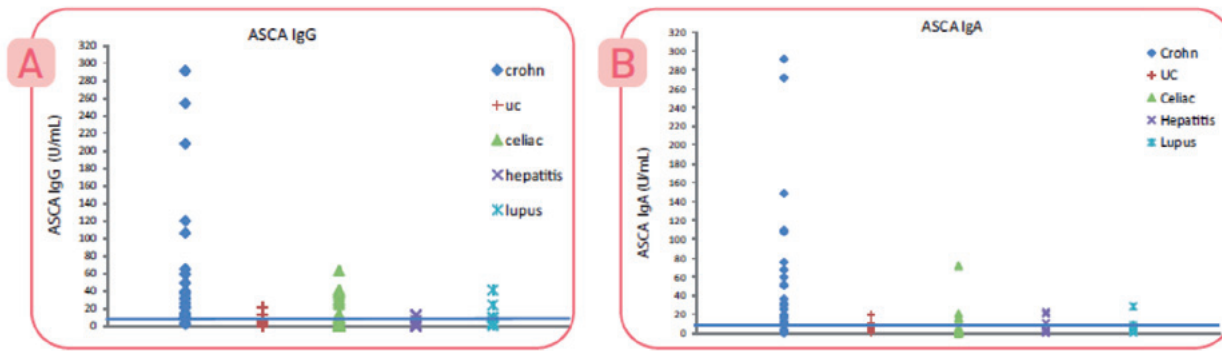 A
ASCA IgG
ASCA IgG (U/mL)
320
300
280
260
240
220
200
180
160
140
120
100
80
60
40
20
0
crohn
uc
celiac
hepatitis
lupus
B
ASCA IgA
ASCA IgA (U/mL)
320
300
280
260
240
220
200
180
160
140
120
100
80
60
40
20
0
Crohn
UC
Celiac
Hepatitis
Lupus